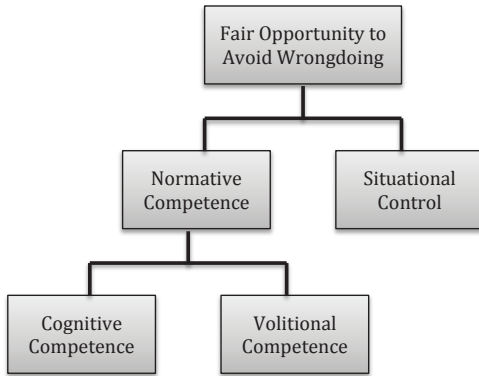 Fair Opportunity to
Avoid Wrongdoing
Normative
Competence
Situational
Control
Cognitive
Competence
Volitional
Competence